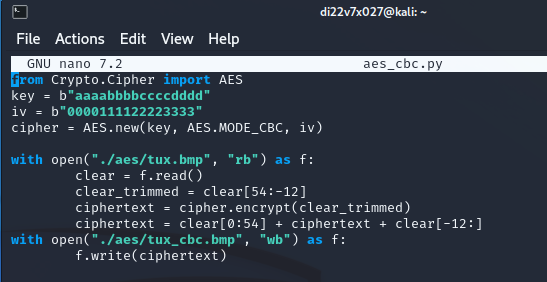 di22v7x027@kali: ~
File Actions Edit View Help
GNU nano 7.2 aes_cbc.py
from Crypto.Cipher import AES
key = b"aaaabbbbccccdddd"
iv = b"0000111122223333"
cipher = AES.new(key, AES.MODE_CBC, iv)

with open("./aes/tux.bmp", "rb") as f:
        clear = f.read()
        clear_trimmed = clear[54:-12]
        ciphertext = cipher.encrypt(clear_trimmed)
        ciphertext = clear[0:54] + ciphertext + clear[-12:]
with open("./aes/tux_cbc.bmp", "wb") as f:
        f.write(ciphertext)